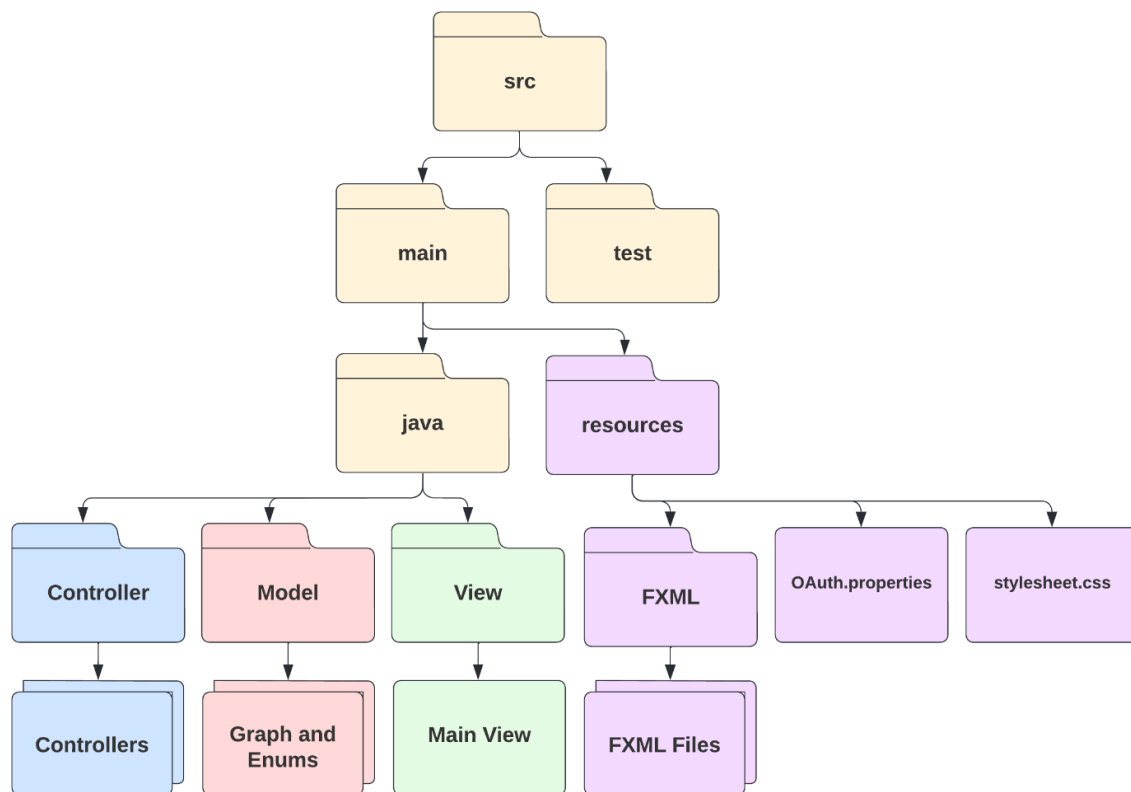 src
main
test
java
resources
Controller
Model
View
FXML
OAuth.properties
stylesheet.css
Controllers
Graph and
Enums
Main View
FXML Files